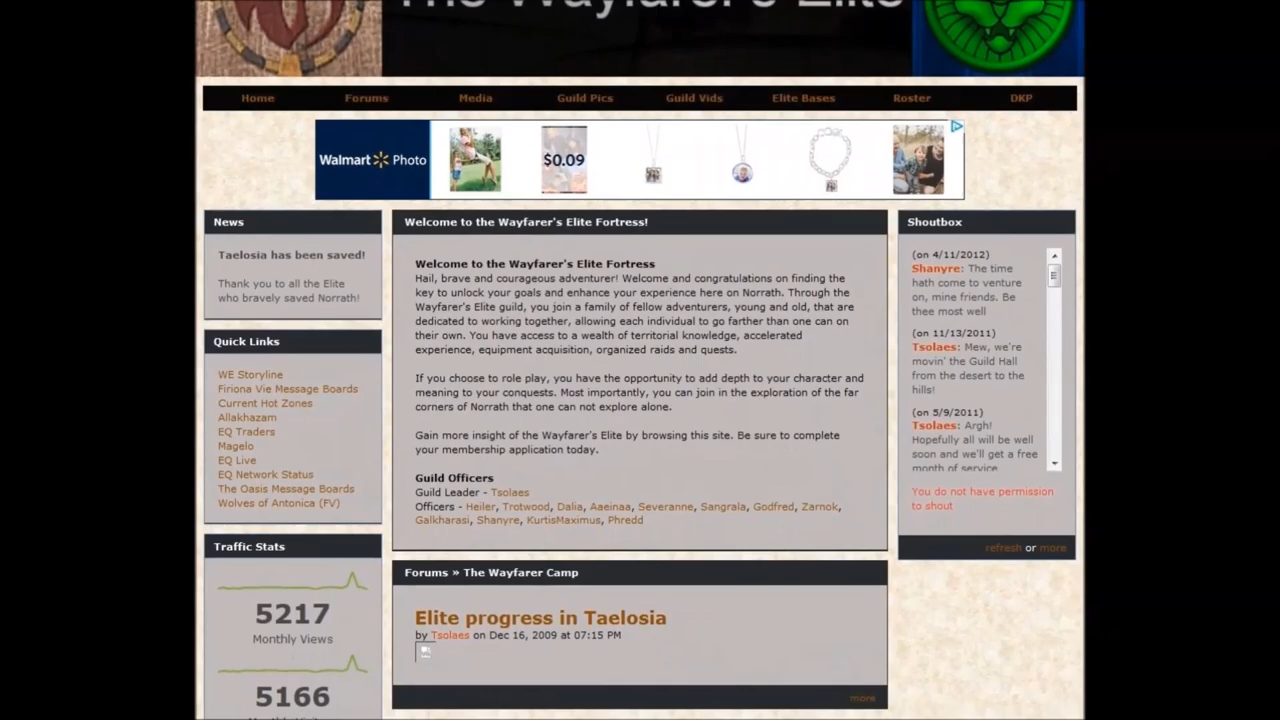 The Wayfarer's Elite
Home Forums Media Guild Pics Guild Vids Elite Bases Roster DKP
Walmart Photo
$0.09
News
Taelosia has been saved!
Thank you to all the Elite
who bravely saved Norrath!
Quick Links
WE Storyline
Firiona Vie Message Boards
Current Hot Zones
Allakhazam
EQ Traders
Magelo
EQ Live
EQ Network Status
The Oasis Message Boards
Wolves of Antonica (FV)
Traffic Stats
5217
Monthly Views
5166
Welcome to the Wayfarer's Elite Fortress!
Welcome to the Wayfarer's Elite Fortress
Hail, brave and courageous adventurer! Welcome and congratulations on finding the
key to unlock your goals and enhance your experience here on Norrath. Through the
Wayfarer's Elite guild, you join a family of fellow adventurers, young and old, that are
dedicated to working together, allowing each individual to go farther than one can on
their own. You have access to a wealth of territorial knowledge, accelerated
experience, equipment acquisition, organized raids and quests.
If you choose to role play, you have the opportunity to add depth to your character and
meaning to your conquests. Most importantly, you can join in the exploration of the far
corners of Norrath that one can not explore alone.
Gain more insight of the Wayfarer's Elite by browsing this site. Be sure to complete
your membership application today.
Guild Officers
Guild Leader - Tsolaes
Officers - Heiler, Trotwood, Dalia, Aaeinaa, Severanne, Sangrala, Godfred, Zarnok,
Galkharasi, Shanyre, KurtisMaximus, Phredd
Forums » The Wayfarer Camp
Elite progress in Taelosia
by Tsolaes on Dec 16, 2009 at 07:15 PM
more
Shoutbox
(on 4/11/2012)
Shanyre: The time
hath come to venture
on, mine friends. Be
thee most well
(on 11/13/2011)
Tsolaes: Mew, we're
movin' the Guild Hall
from the desert to the
hills!
(on 5/9/2011)
Tsolaes: Argh!
Hopefully all will be well
soon and we'll get a free
month of service
You do not have permission
to shout
refresh or more